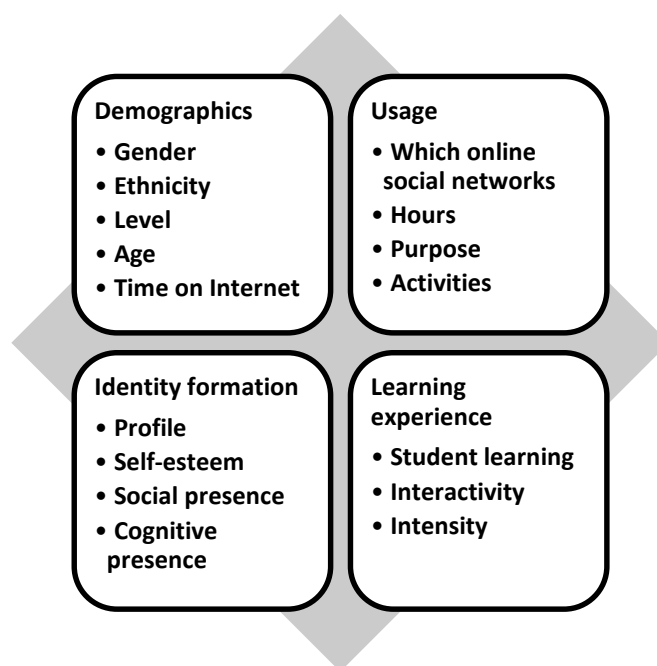 Demographics
• Gender
• Ethnicity
• Level
• Age
• Time on Internet
Usage
• Which online
social networks
• Hours
• Purpose
• Activities
Identity formation
• Profile
• Self-esteem
• Social presence
• Cognitive
presence
Learning
experience
• Student learning
• Interactivity
• Intensity